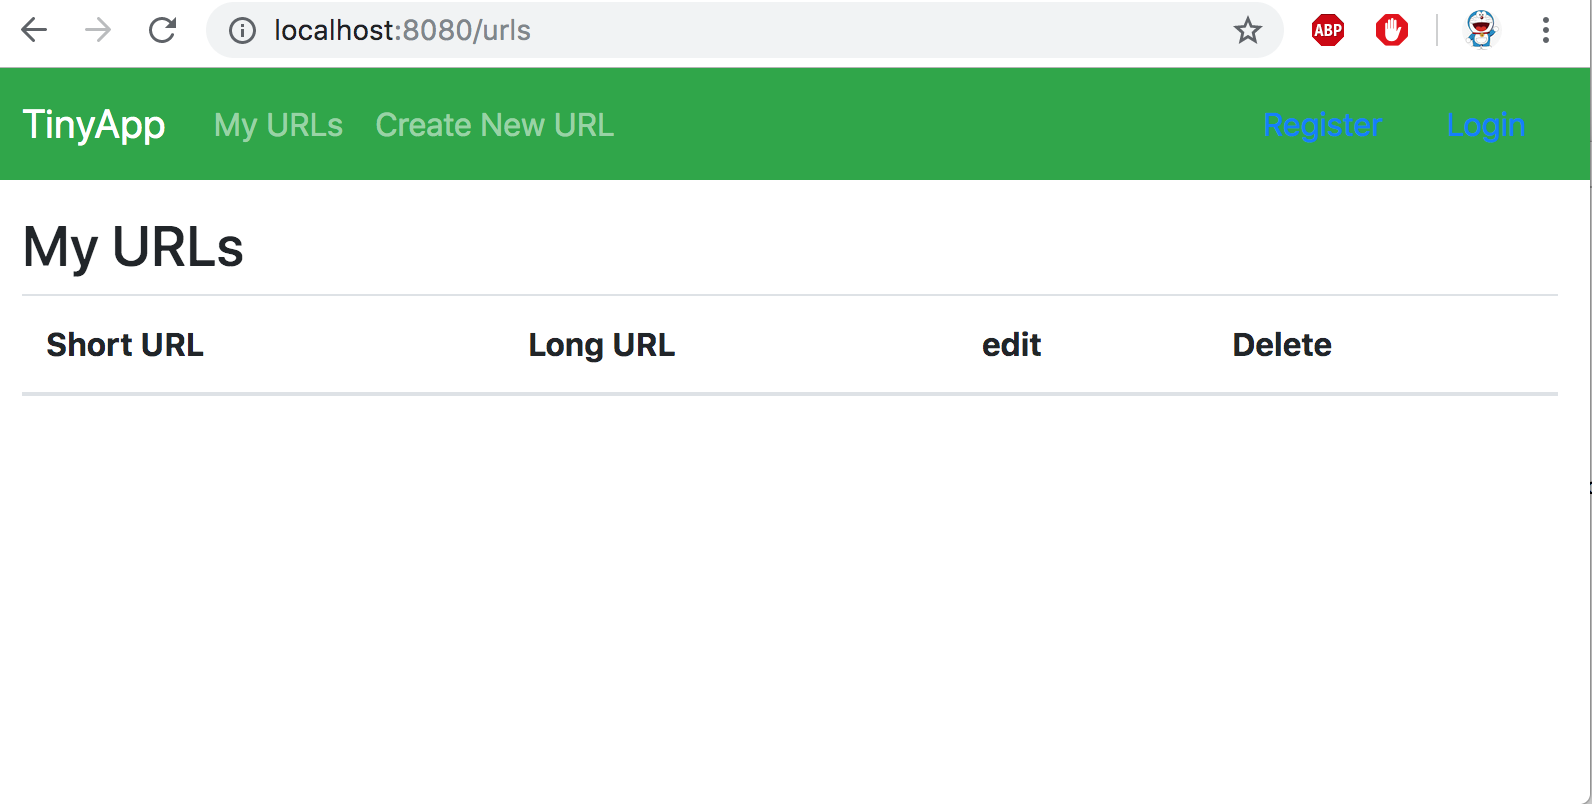 localhost:8080/urls ABP
TinyApp My URLs Create New URL Register Login
My URLs
Short URL Long URL edit Delete